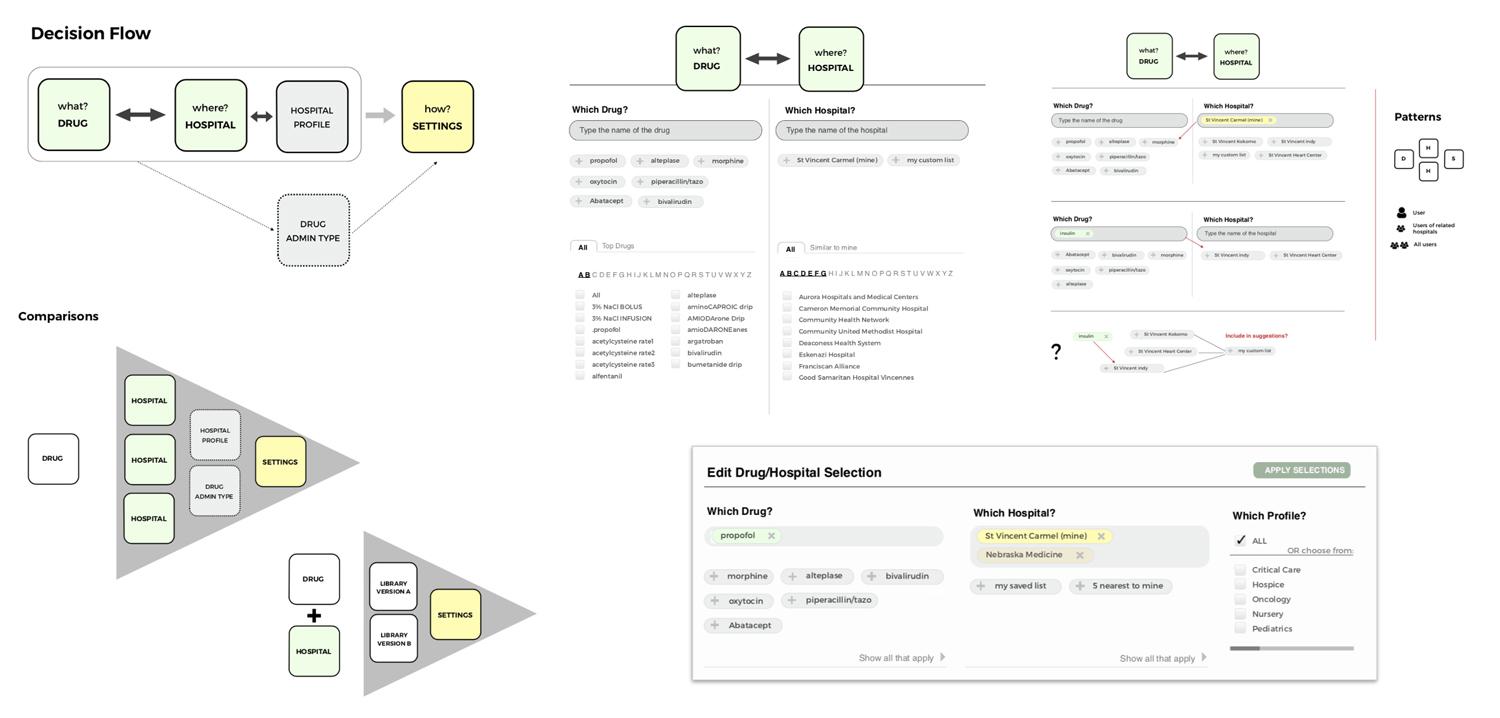 Decision Flow
what?
DRUG
where?
HOSPITAL
HOSPITAL
PROFILE
how?
SETTINGS
DRUG
ADMIN TYPE
Comparisons
DRUG
HOSPITAL
HOSPITAL
HOSPITAL
HOSPITAL
PROFILE
DRUG
ADMIN TYPE
SETTINGS
DRUG
+
HOSPITAL
LIBRARY
VERSION A
LIBRARY
VERSION B
SETTINGS
what?
DRUG
where?
HOSPITAL
Which Drug?
Type the name of the drug
+ propofol + alteplase + morphine
+ oxytocin + piperacillin/tazo
+ Abatacept + bivalirudin
All Top Drugs
A B C D E F G H I J K L M N O P Q R S T U V W X Y Z
All
3% NaCl BOLUS
3% NaCl INFUSION
.propofol
acetylcysteine rate1
acetylcysteine rate2
acetylcysteine rate3
alfentanil
alteplase
aminoCAPROIC drip
AMIODArone Drip
amioDARONEanes
argatroban
bivalirudin
bumetanide drip
Which Hospital?
Type the name of the hospital
+ St Vincent Carmel (mine) + my custom list
All Similar to mine
A B C D E F G H I J K L M N O P Q R S T U V W X Y Z
Aurora Hospitals and Medical Centers
Cameron Memorial Community Hospital
Community Health Network
Community United Methodist Hospital
Deaconess Health System
Eskenazi Hospital
Franciscan Alliance
Good Samaritan Hospital Vincennes
what?
DRUG
where?
HOSPITAL
Which Drug?
Type the name of the drug
+ propofol + alteplase + morphine
+ oxytocin + piperacillin/tazo
+ Abatacept + bivalirudin
Which Hospital?
St Vincent Carmel (mine) ×
+ St Vincent Kokomo + St Vincent Indy
+ my custom list + St Vincent Heart Center
Which Drug?
insulin ×
+ Abatacept + bivalirudin + morphine
+ oxytocin + piperacillin/tazo
+ alteplase
Which Hospital?
Type the name of the hospital
+ St Vincent Indy + St Vincent Heart Center
?
insulin ×
+ St Vincent Kokomo
+ St Vincent Heart Center
+ St Vincent Indy
Include in suggestions?
+ my custom list
Patterns
D
H
H
S
User
Users of related
hospitals
All users
Edit Drug/Hospital Selection
APPLY SELECTIONS
Which Drug?
propofol ×
+ morphine + alteplase + bivalirudin
+ oxytocin + piperacillin/tazo
+ Abatacept
Show all that apply
Which Hospital?
St Vincent Carmel (mine) ×
Nebraska Medicine ×
+ my saved list + 5 nearest to mine
Show all that apply
Which Profile?
✓ ALL
OR choose from:
Critical Care
Hospice
Oncology
Nursery
Pediatrics